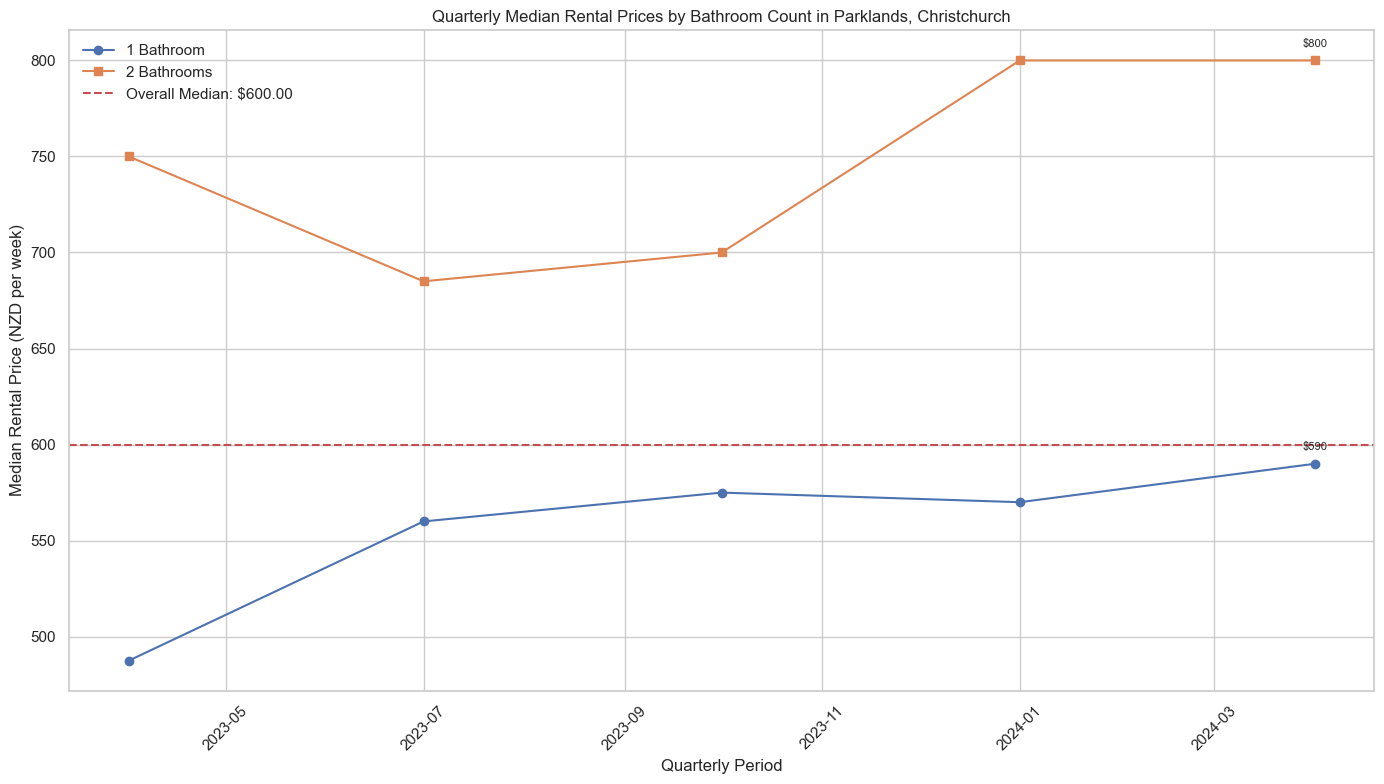 Quarterly Median Rental Prices by Bathroom Count in Parklands, Christchurch
1 Bathroom
2 Bathrooms
Overall Median: $600.00
$800
$590
Median Rental Price (NZD per week)
800
750
700
650
600
550
500
2023-05
2023-07
2023-09
2023-11
2024-01
2024-03
Quarterly Period